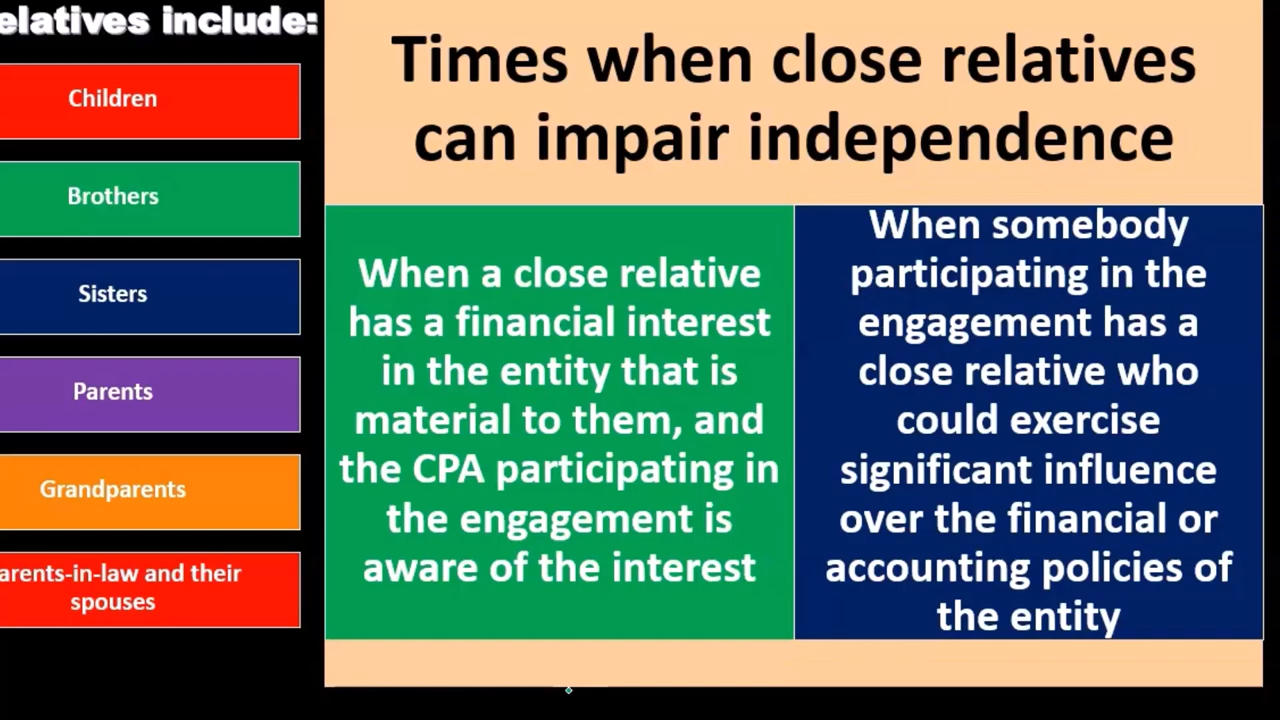 elatives include:
Children
Brothers
Sisters
Parents
Grandparents
arents-in-law and their
spouses
Times when close relatives
can impair independence
When a close relative
has a financial interest
in the entity that is
material to them, and
the CPA participating in
the engagement is
aware of the interest
When somebody
participating in the
engagement has a
close relative who
could exercise
significant influence
over the financial or
accounting policies of
the entity